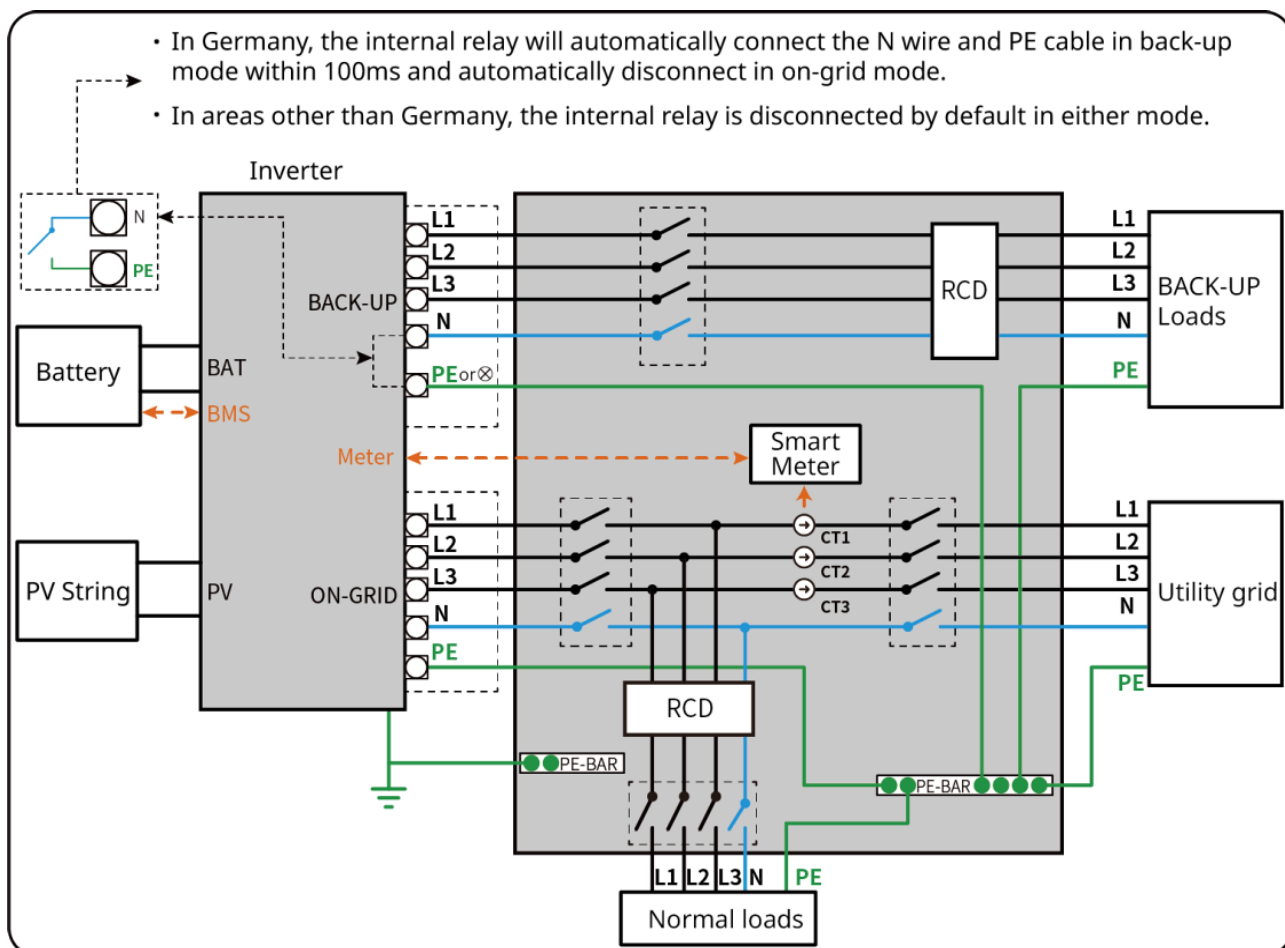 · In Germany, the internal relay will automatically connect the N wire and PE cable in back-up
mode within 100ms and automatically disconnect in on-grid mode.
· In areas other than Germany, the internal relay is disconnected by default in either mode.
Inverter
N
PE
L1
L2
L3
N
PE or ⊗
BACK-UP
RCD
L1
L2
L3
N
PE
BACK-UP
Loads
Battery
BAT
BMS
Meter
Smart
Meter
PV String
PV
ON-GRID
L1
L2
L3
N
PE
CT1
CT2
CT3
L1
L2
L3
N
PE
Utility grid
RCD
PE-BAR
PE-BAR
L1 L2 L3 N PE
Normal loads